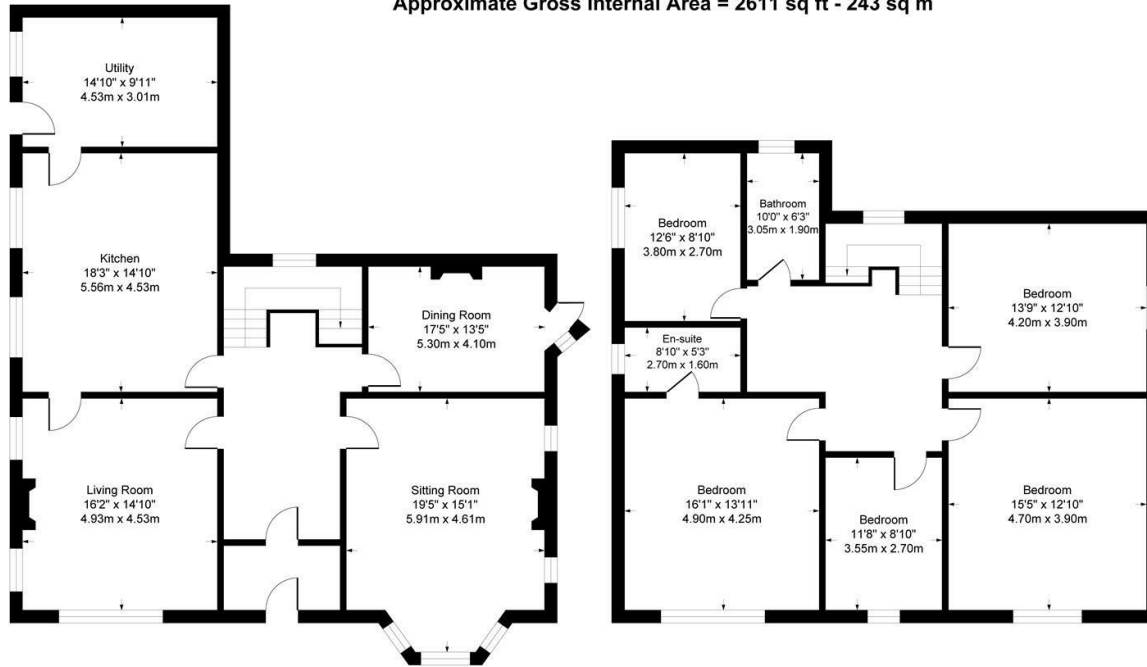 Approximate Gross Internal Area = 2611 sq ft - 243 sq m
Utility
14'10" x 9'11"
4.53m x 3.01m
Kitchen
18'3" x 14'10"
5.56m x 4.53m
Dining Room
17'5" x 13'5"
5.30m x 4.10m
Living Room
16'2" x 14'10"
4.93m x 4.53m
Sitting Room
19'5" x 15'1"
5.91m x 4.61m
Bedroom
12'6" x 8'10"
3.80m x 2.70m
Bathroom
10'0" x 6'3"
3.05m x 1.90m
Bedroom
13'9" x 12'10"
4.20m x 3.90m
En-suite
8'10" x 5'3"
2.70m x 1.60m
Bedroom
16'1" x 13'11"
4.90m x 4.25m
Bedroom
11'8" x 8'10"
3.55m x 2.70m
Bedroom
15'5" x 12'10"
4.70m x 3.90m